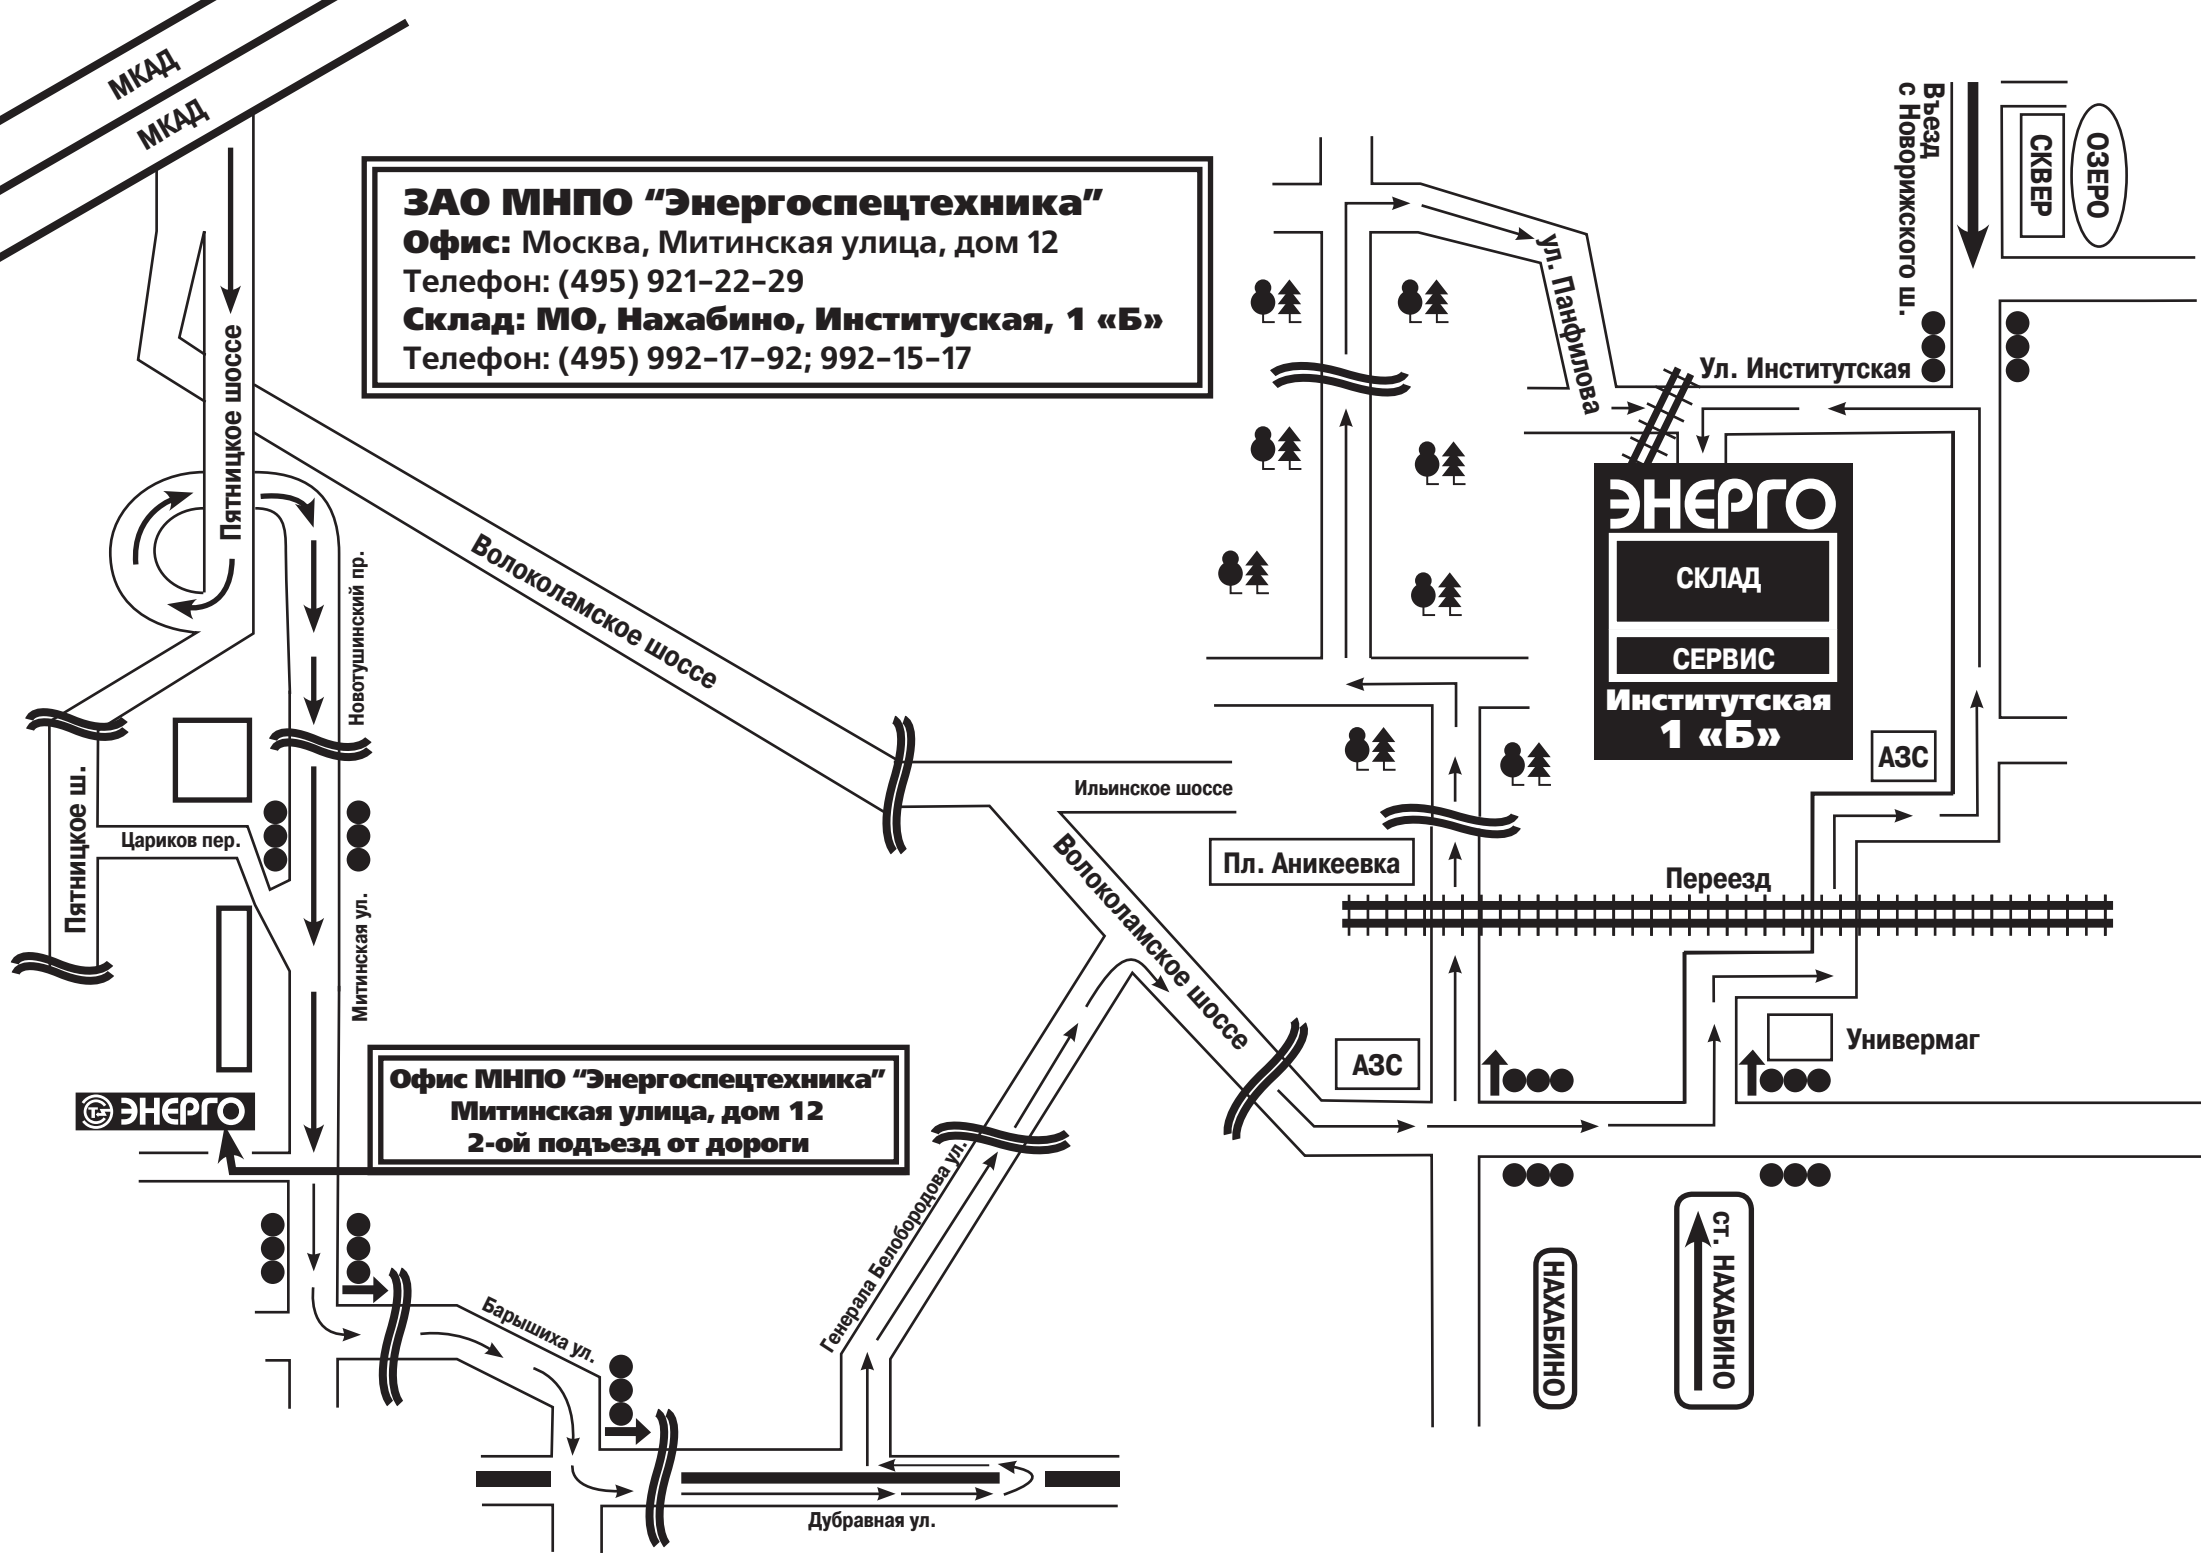 МКАД
МКАД
ЗАО МНПО “Энергоспецтехника”
Офис: Москва, Митинская улица, дом 12
Телефон: (495) 921–22–29
Склад: МО, Нахабино, Институская, 1 «Б»
Телефон: (495) 992–17–92; 992–15–17
Въезд
с Новорижского ш.
СКВЕР
ОЗЕРО
ул. Панфилова
Ул. Институтская
Пятницкое шоссе
Волоколамское шоссе
Новотушинский пр.
ЭНЕРГО
СКЛАД
СЕРВИС
Институтская
1 «Б»
АЗС
Ильинское шоссе
Пятницкое ш.
Цариков пер.
Пл. Аникеевка
Волоколамское шоссе
Переезд
Митинская ул.
АЗС
Универмаг
Офис МНПО “Энергоспецтехника”
Митинская улица, дом 12
2-ой подъезд от дороги
ЭНЕРГО
Генерала Белобородова ул.
НАХАБИНО
ст. НАХАБИНО
Барышиха ул.
Дубравная ул.